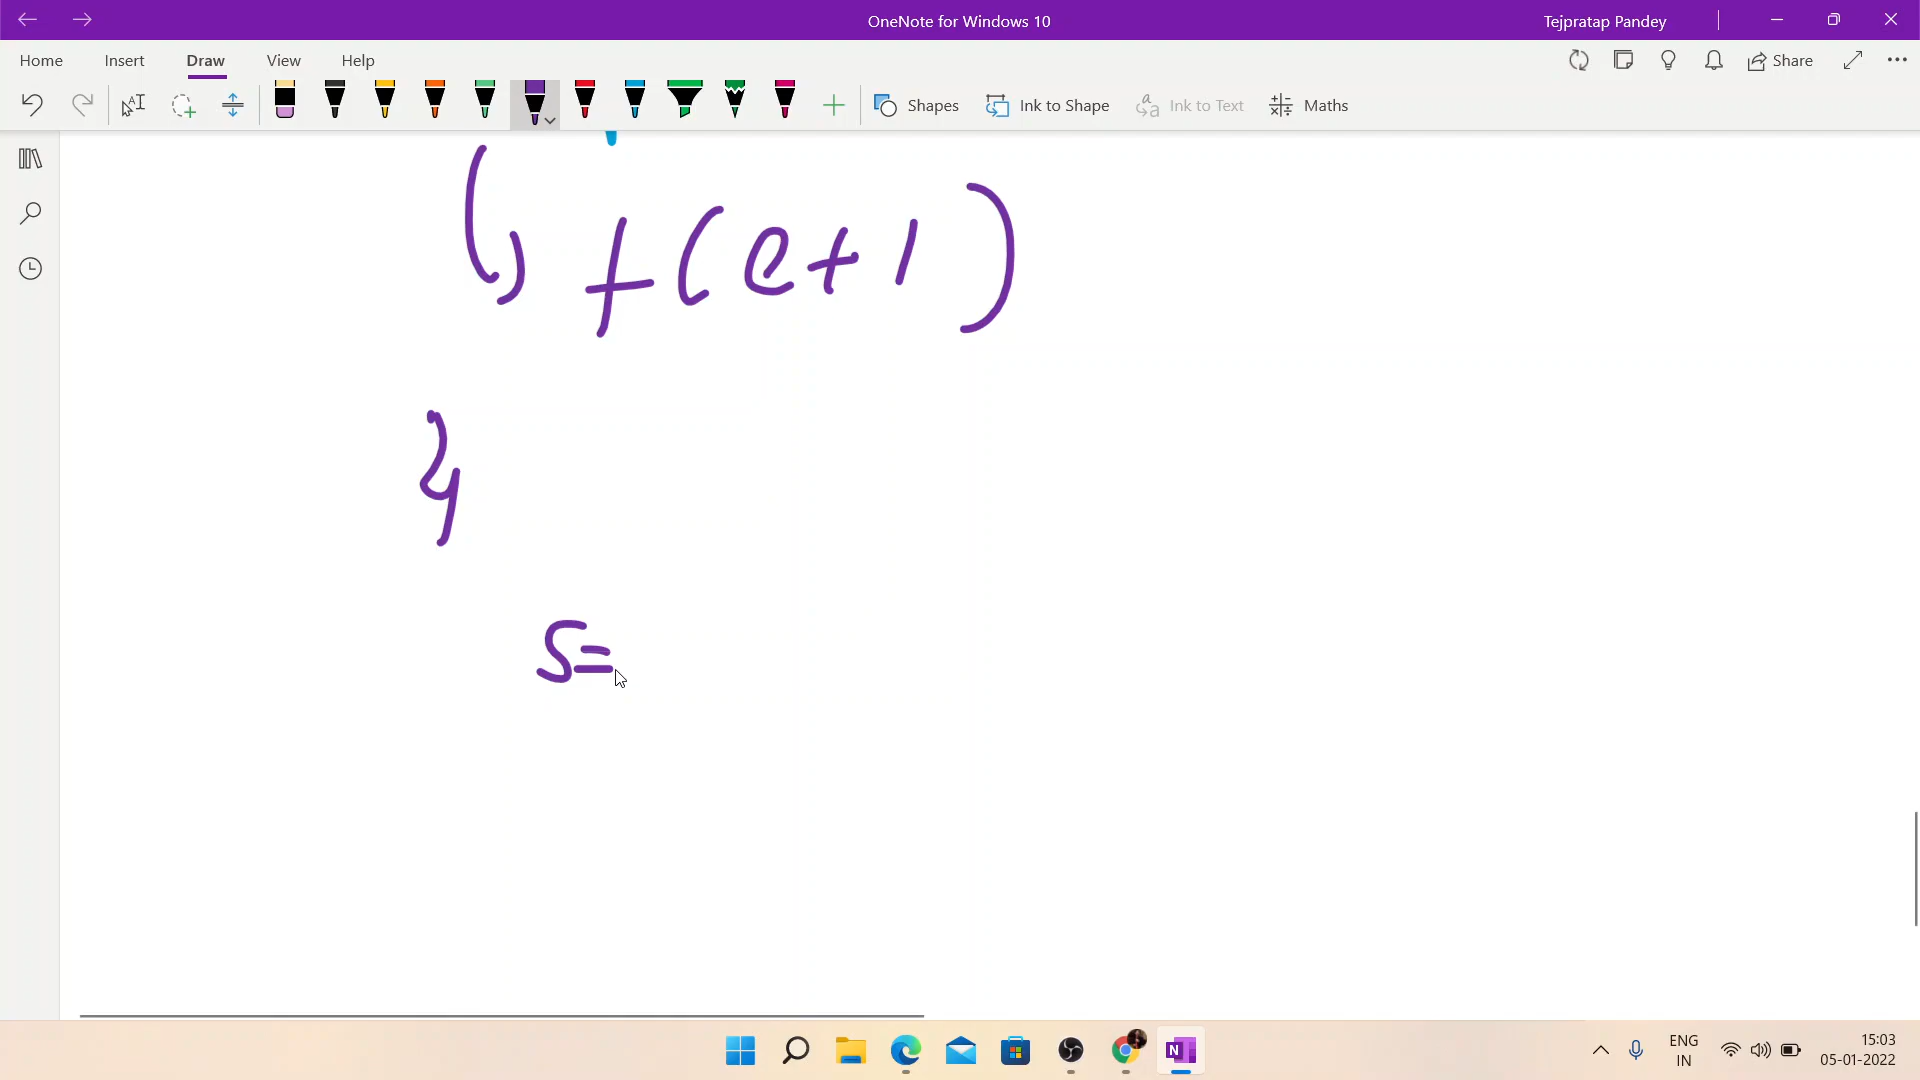 OneNote for Windows 10
Tejpratap Pandey
Home Insert Draw View Help
Share
Shapes
Ink to Shape
Ink to Text
Maths
f(e+1)
}
S=
ENG
IN
15:03
05-01-2022